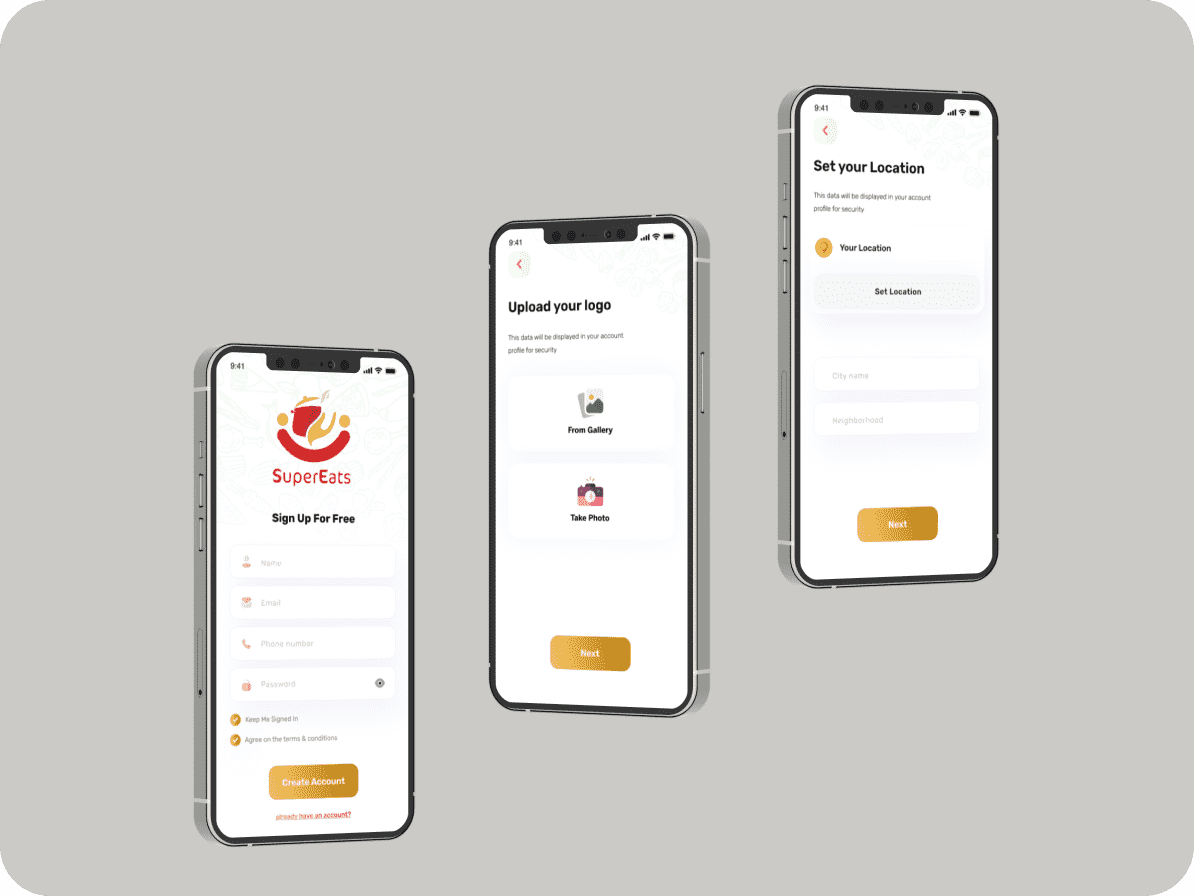 9:41
SuperEats
Sign Up For Free
Name
Email
Phone number
Password
Keep Me Signed In
Agree on the terms & conditions
Create Account
already have an account?
9:41
Upload your logo
This data will be displayed in your account
profile for security
From Gallery
Take Photo
Next
9:41
Set your Location
This data will be displayed in your account
profile for security
Your Location
Set Location
City name
Neighborhood
Next